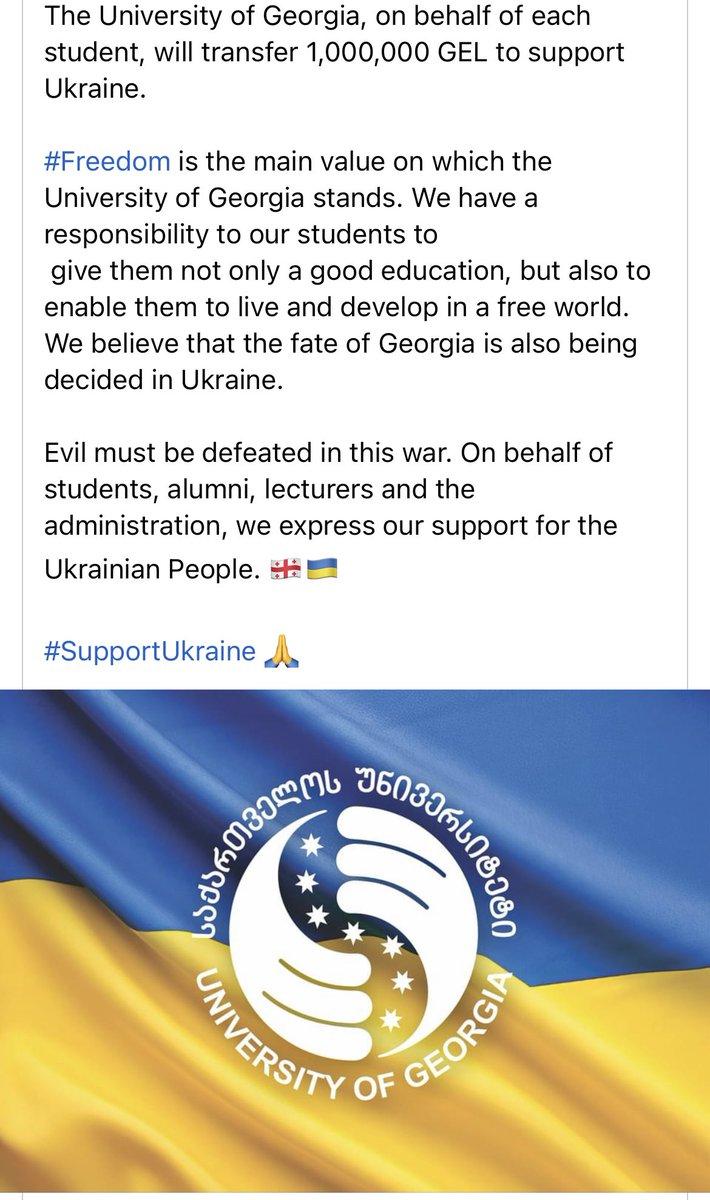 The University of Georgia, on behalf of each
student, will transfer 1,000,000 GEL to support
Ukraine.
#Freedom is the main value on which the
University of Georgia stands. We have a
responsibility to our students to
give them not only a good education, but also to
enable them to live and develop in a free world.
We believe that the fate of Georgia is also being
decided in Ukraine.
Evil must be defeated in this war. On behalf of
students, alumni, lecturers and the
administration, we express our support for the
Ukrainian People. 🇬🇪🇺🇦
#SupportUkraine 🙏
საქართველოს უნივერსიტეტი
UNIVERSITY OF GEORGIA